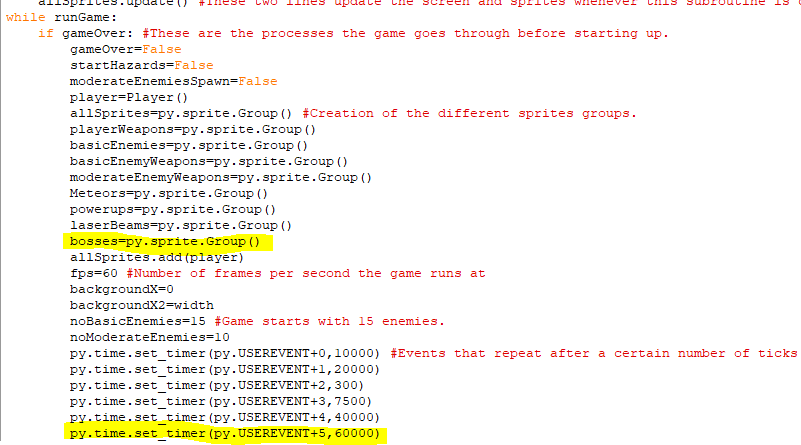 allSprites.update() #These two lines update the screen and sprites whenever this subroutine is
while runGame:
    if gameOver: #These are the processes the game goes through before starting up.
        gameOver=False
        startHazards=False
        moderateEnemiesSpawn=False
        player=Player()
        allSprites=py.sprite.Group() #Creation of the different sprites groups.
        playerWeapons=py.sprite.Group()
        basicEnemies=py.sprite.Group()
        basicEnemyWeapons=py.sprite.Group()
        moderateEnemyWeapons=py.sprite.Group()
        Meteors=py.sprite.Group()
        powerups=py.sprite.Group()
        laserBeams=py.sprite.Group()
        bosses=py.sprite.Group()
        allSprites.add(player)
        fps=60 #Number of frames per second the game runs at
        backgroundX=0
        backgroundX2=width
        noBasicEnemies=15 #Game starts with 15 enemies.
        noModerateEnemies=10
        py.time.set_timer(py.USEREVENT+0,10000) #Events that repeat after a certain number of ticks
        py.time.set_timer(py.USEREVENT+1,20000)
        py.time.set_timer(py.USEREVENT+2,300)
        py.time.set_timer(py.USEREVENT+3,7500)
        py.time.set_timer(py.USEREVENT+4,40000)
        py.time.set_timer(py.USEREVENT+5,60000)